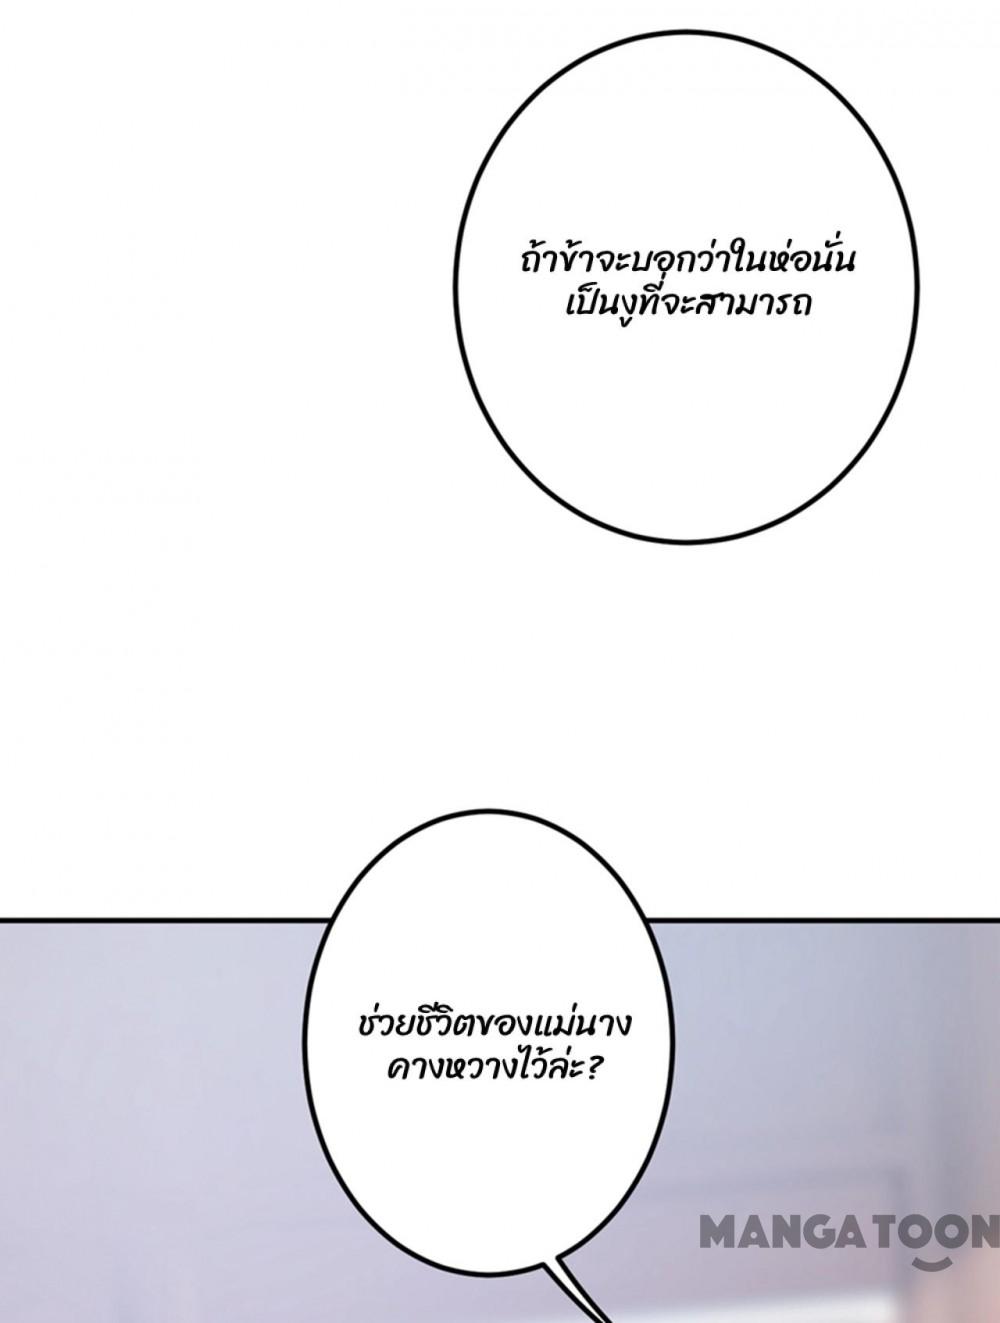 ถ้าข้าจะบอกว่าในห่อนั่น
เป็นงูที่จะสามารถ
ช่วยชีวิตของแม่นาง
คางหวางไว้ล่ะ?
MANGATOON